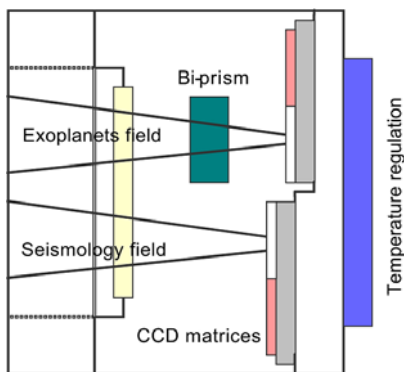 Bi-prism
Exoplanets field
Seismology field
CCD matrices
Temperature regulation